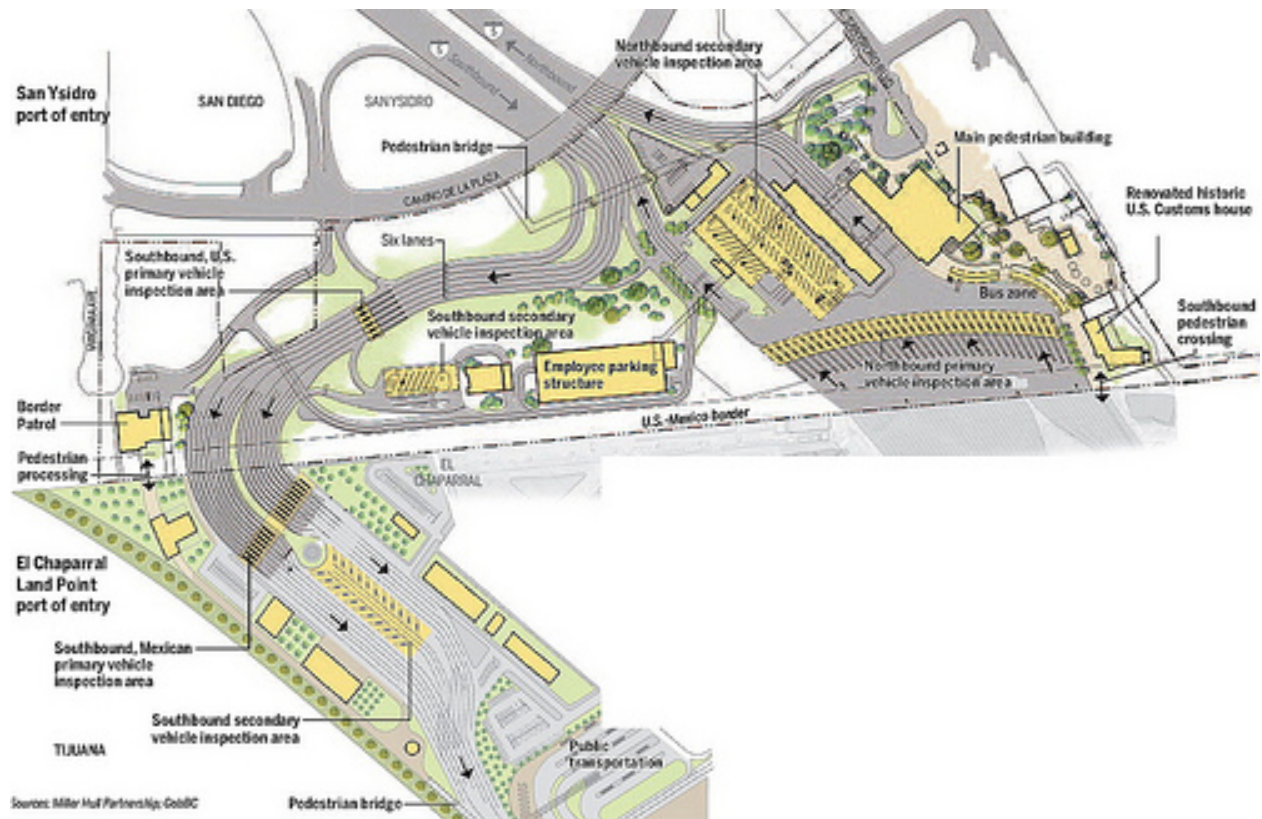 San Ysidro
port of entry
SAN DIEGO
SAN YSIDRO
5
Southbound
5
Northbound
Northbound secondary
vehicle inspection area
Pedestrian bridge
CAMINO DE LA PLAZA
Main pedestrian building
Renovated historic
U.S. Customs house
Six lanes
Southbound, U.S.
primary vehicle
inspection area
Bus zone
Southbound
pedestrian
crossing
Southbound secondary
vehicle inspection area
Employee parking
structure
Northbound primary
vehicle inspection area
U.S.-Mexico border
Border
Patrol
Pedestrian
processing
EL
CHAPARRAL
El Chaparral
Land Point
port of entry
Southbound, Mexican
primary vehicle
inspection area
Southbound secondary
vehicle inspection area
TIJUANA
Public
transportation
Sources: Miller Hull Partnership; GobBC
Pedestrian bridge